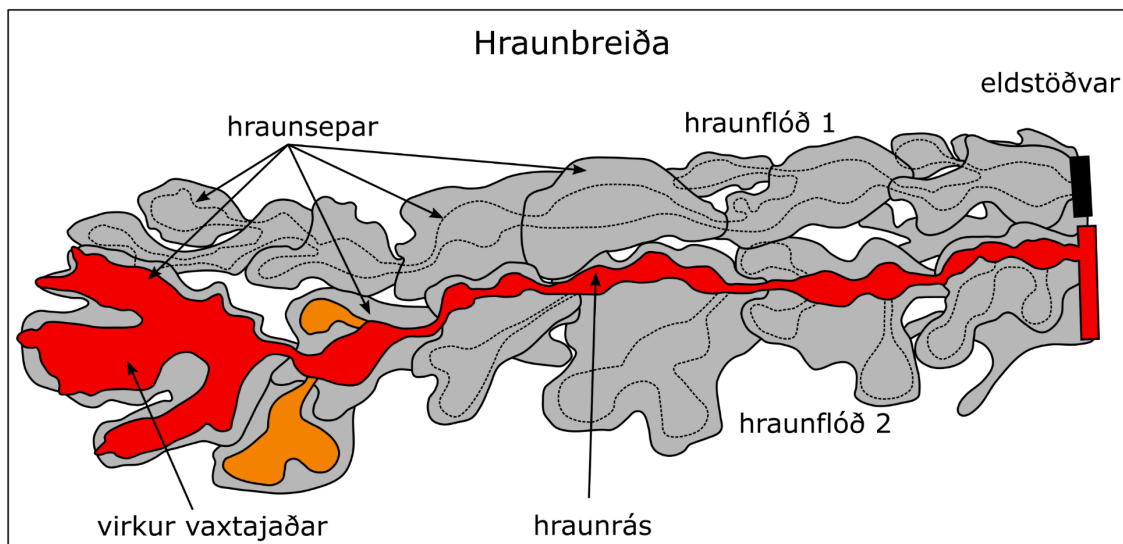 Hraunbreiða
eldstöðvar
hraunsepar
hraunflóð 1
hraunflóð 2
virkur vaxtajaðar
hraunrás